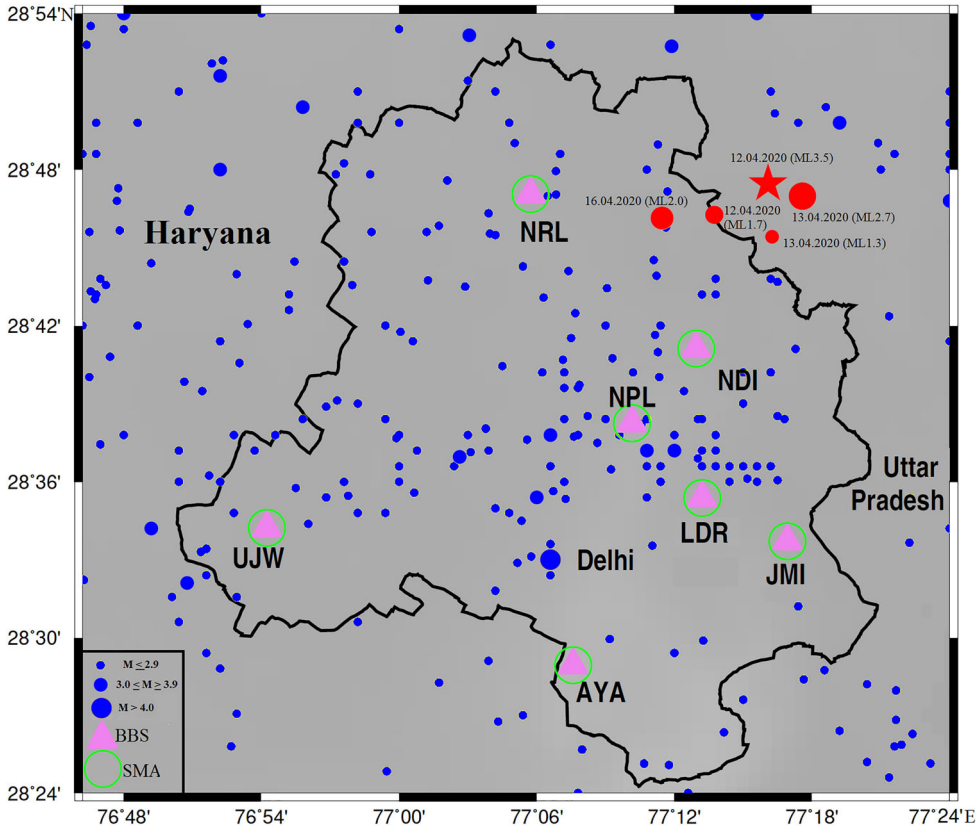 28°54'N
28°48'
28°42'
28°36'
28°30'
28°24'
12.04.2020 (ML3.5)
16.04.2020 (ML2.0)
12.04.2020
(ML1.7)
13.04.2020 (ML2.7)
13.04.2020 (ML1.3)
Haryana
NRL
NDI
NPL
Uttar
Pradesh
LDR
UJW
Delhi
JMI
AYA
M ≤ 2.9
3.0 ≤ M ≥ 3.9
M > 4.0
BBS
SMA
76°48' 76°54' 77°00' 77°06' 77°12' 77°18' 77°24'E